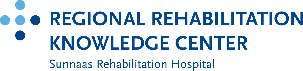 REGIONAL REHABILITATION
KNOWLEDGE CENTER
Sunnaas Rehabilitation Hospital